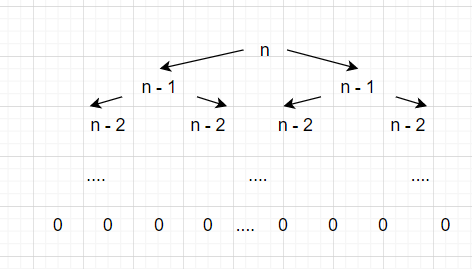 n
n - 1 n - 1
n - 2 n - 2 n - 2 n - 2
.... .... ....
0 0 0 0 .... 0 0 0 0